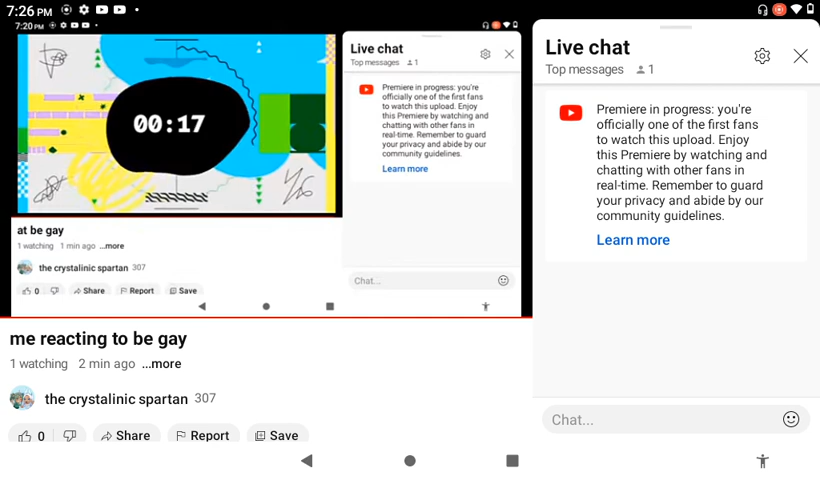 7:26 PM
7:20 PM
00:17
Live chat
Top messages 1
Premiere in progress: you're
officially one of the first fans
to watch this upload. Enjoy
this Premiere by watching and
chatting with other fans in
real-time. Remember to guard
your privacy and abide by our
community guidelines.
Learn more
at be gay
1 watching 1 min ago ...more
the crystalinic spartan 307
0 Share Report Save
Chat...
me reacting to be gay
1 watching 2 min ago ...more
the crystalinic spartan 307
0 Share Report Save
Live chat
Top messages 1
Premiere in progress: you're
officially one of the first fans
to watch this upload. Enjoy
this Premiere by watching and
chatting with other fans in
real-time. Remember to guard
your privacy and abide by our
community guidelines.
Learn more
Chat...